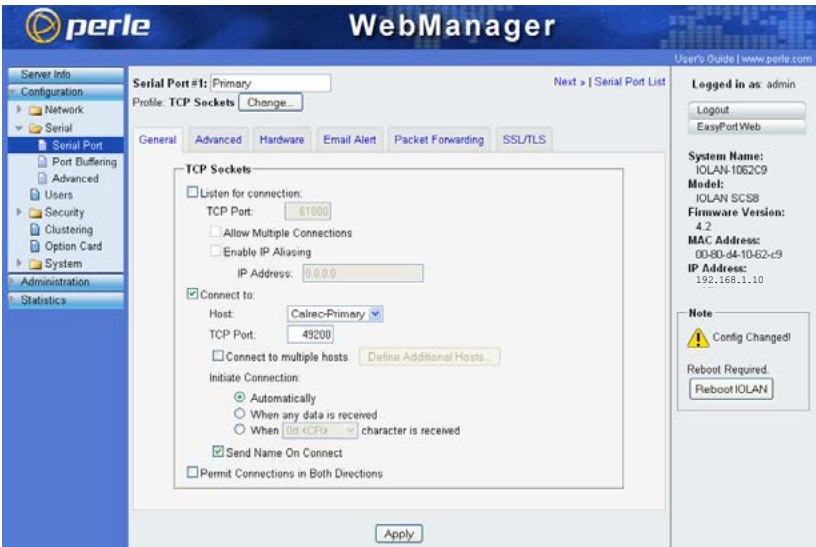 perle
WebManager
User's Guide | www.perle.com
Server Info
Configuration
Network
Serial
Serial Port
Port Buffering
Advanced
Users
Security
Clustering
Option Card
System
Administration
Statistics
Serial Port #1: Primary
Next » | Serial Port List
Profile: TCP Sockets Change...
General Advanced Hardware Email Alert Packet Forwarding SSL/TLS
TCP Sockets
Listen for connection:
TCP Port: 61000
Allow Multiple Connections
Enable IP Aliasing
IP Address: 0.0.0.0
Connect to:
Host: Calrec-Primary
TCP Port: 49200
Connect to multiple hosts Define Additional Hosts...
Initiate Connection:
Automatically
When any data is received
When 0d <CR> character is received
Send Name On Connect
Permit Connections in Both Directions
Apply
Logged in as: admin
Logout
EasyPort Web
System Name:
IOLAN-1062C9
Model:
IOLAN SCS8
Firmware Version:
4.2
MAC Address:
00-80-d4-10-62-c9
IP Address:
192.168.1.10
Note
Config Changed!
Reboot Required.
Reboot IOLAN